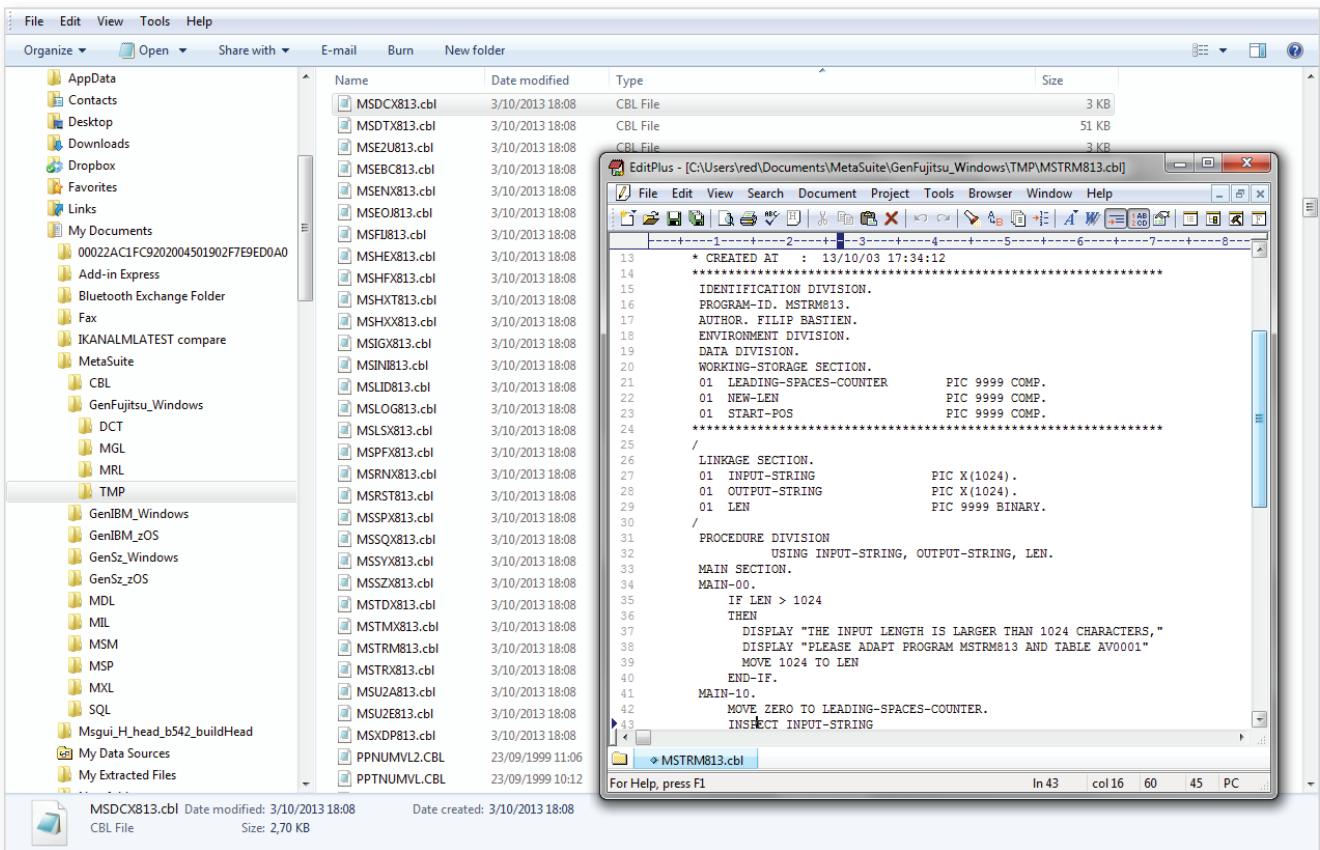 File Edit View Tools Help
Organize Open Share with E-mail Burn New folder
AppData
Contacts
Desktop
Downloads
Dropbox
Favorites
Links
My Documents
00022AC1FC9202004501902F7E9ED0A0
Add-in Express
Bluetooth Exchange Folder
Fax
IKANALMLATEST compare
MetaSuite
CBL
GenFujitsu_Windows
DCT
MGL
MRL
TMP
GenIBM_Windows
GenIBM_zOS
GenSz_Windows
GenSz_zOS
MDL
MIL
MSM
MSP
MXL
SQL
Msgui_H_head_b542_buildHead
My Data Sources
My Extracted Files
Name Date modified Type Size
MSDCX813.cbl 3/10/2013 18:08 CBL File 3 KB
MSDTX813.cbl 3/10/2013 18:08 CBL File 51 KB
MSE2U813.cbl 3/10/2013 18:08 CBL File 3 KB
MSEBC813.cbl 3/10/2013 18:08
MSENX813.cbl 3/10/2013 18:08
MSEOJ813.cbl 3/10/2013 18:08
MSFIJ813.cbl 3/10/2013 18:08
MSHEX813.cbl 3/10/2013 18:08
MSHFX813.cbl 3/10/2013 18:08
MSHXT813.cbl 3/10/2013 18:08
MSHXX813.cbl 3/10/2013 18:08
MSIGX813.cbl 3/10/2013 18:08
MSINI813.cbl 3/10/2013 18:08
MSLID813.cbl 3/10/2013 18:08
MSLOG813.cbl 3/10/2013 18:08
MSLSX813.cbl 3/10/2013 18:08
MSPFX813.cbl 3/10/2013 18:08
MSRNX813.cbl 3/10/2013 18:08
MSRST813.cbl 3/10/2013 18:08
MSSPX813.cbl 3/10/2013 18:08
MSSQX813.cbl 3/10/2013 18:08
MSSYX813.cbl 3/10/2013 18:08
MSSZX813.cbl 3/10/2013 18:08
MSTDX813.cbl 3/10/2013 18:08
MSTMX813.cbl 3/10/2013 18:08
MSTRM813.cbl 3/10/2013 18:08
MSTRX813.cbl 3/10/2013 18:08
MSU2A813.cbl 3/10/2013 18:08
MSU2E813.cbl 3/10/2013 18:08
MSXDP813.cbl 3/10/2013 18:08
PPNUMVL2.CBL 23/09/1999 11:06
PPTNUMVL.CBL 23/09/1999 10:12
EditPlus - [C:\Users\red\Documents\MetaSuite\GenFujitsu_Windows\TMP\MSTRM813.cbl]
File Edit View Search Document Project Tools Browser Window Help
----+----1----+----2----+----3----+----4----+----5----+----6----+----7----+----8---
13 * CREATED AT : 13/10/03 17:34:12
14 *****************************************************************
15 IDENTIFICATION DIVISION.
16 PROGRAM-ID. MSTRM813.
17 AUTHOR. FILIP BASTIEN.
18 ENVIRONMENT DIVISION.
19 DATA DIVISION.
20 WORKING-STORAGE SECTION.
21 01 LEADING-SPACES-COUNTER PIC 9999 COMP.
22 01 NEW-LEN PIC 9999 COMP.
23 01 START-POS PIC 9999 COMP.
24 *****************************************************************
25 /
26 LINKAGE SECTION.
27 01 INPUT-STRING PIC X(1024).
28 01 OUTPUT-STRING PIC X(1024).
29 01 LEN PIC 9999 BINARY.
30 /
31 PROCEDURE DIVISION
32 USING INPUT-STRING, OUTPUT-STRING, LEN.
33 MAIN SECTION.
34 MAIN-00.
35 IF LEN > 1024
36 THEN
37 DISPLAY "THE INPUT LENGTH IS LARGER THAN 1024 CHARACTERS,"
38 DISPLAY "PLEASE ADAPT PROGRAM MSTRM813 AND TABLE AV0001"
39 MOVE 1024 TO LEN
40 END-IF.
41 MAIN-10.
42 MOVE ZERO TO LEADING-SPACES-COUNTER.
43 INSPECT INPUT-STRING
MSTRM813.cbl
For Help, press F1 ln 43 col 16 60 45 PC
MSDCX813.cbl Date modified: 3/10/2013 18:08 Date created: 3/10/2013 18:08
CBL File Size: 2,70 KB